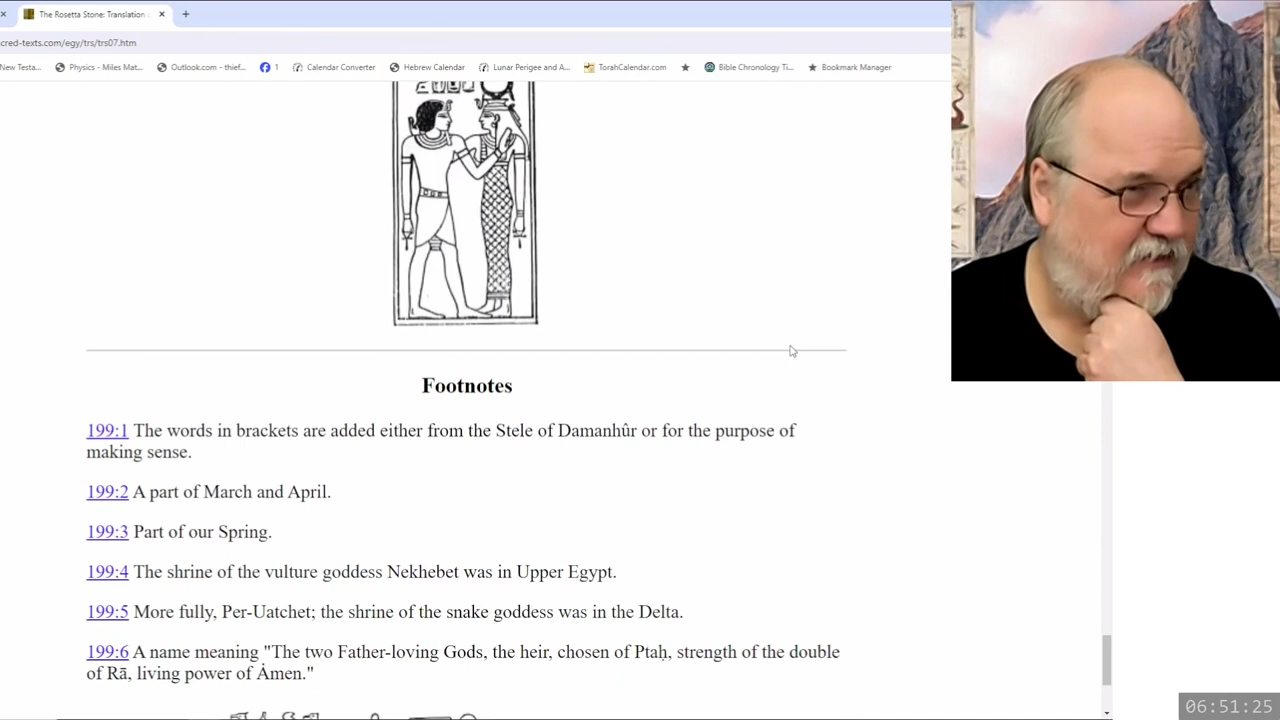 The Rosetta Stone: Translation
cred-texts.com/egy/trs/trs07.htm
New Testa...
Physics - Miles Mat...
Outlook.com - thief...
1
Calendar Converter
Hebrew Calendar
Lunar Perigee and A...
TorahCalendar.com
Bible Chronology Ti...
Bookmark Manager
Footnotes
199:1 The words in brackets are added either from the Stele of Damanhûr or for the purpose of
making sense.
199:2 A part of March and April.
199:3 Part of our Spring.
199:4 The shrine of the vulture goddess Nekhebet was in Upper Egypt.
199:5 More fully, Per-Uatchet; the shrine of the snake goddess was in the Delta.
199:6 A name meaning "The two Father-loving Gods, the heir, chosen of Ptaḥ, strength of the double
of Rā, living power of Ȧmen."
06:51:25